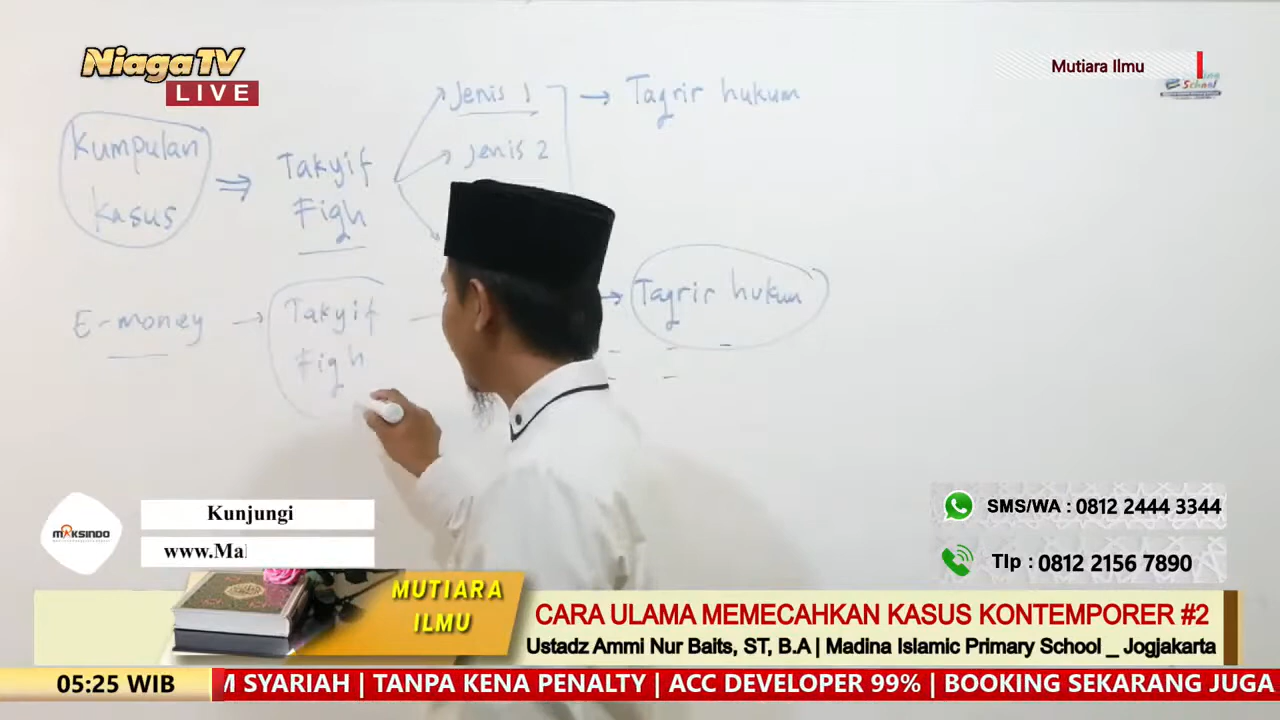 NiagaTV
LIVE
Mutiara Ilmu
School
Kumpulan
kasus
Takyif
Fiqh
Jenis 1
Jenis 2
Taqrir hukum
E-money
Takyif
Fiqh
Taqrir hukum
MAKSINDO
Kunjungi
www.Ma
SMS/WA : 0812 2444 3344
Tlp : 0812 2156 7890
MUTIARA
ILMU
CARA ULAMA MEMECAHKAN KASUS KONTEMPORER #2
Ustadz Ammi Nur Baits, ST, B.A | Madina Islamic Primary School _ Jogjakarta
05:25 WIB
M SYARIAH | TANPA KENA PENALTY | ACC DEVELOPER 99% | BOOKING SEKARANG JUGA